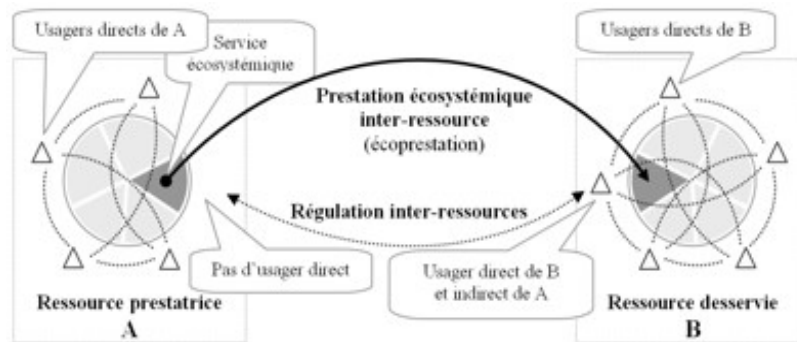 Usagers directs de A
Service
écosystémique
Usagers directs de B
Prestation écosystémique
inter-ressource
(écoprestation)
Régulation inter-ressources
Pas d'usager direct
Usager direct de B
et indirect de A
Ressource prestatrice
A
Ressource desservie
B